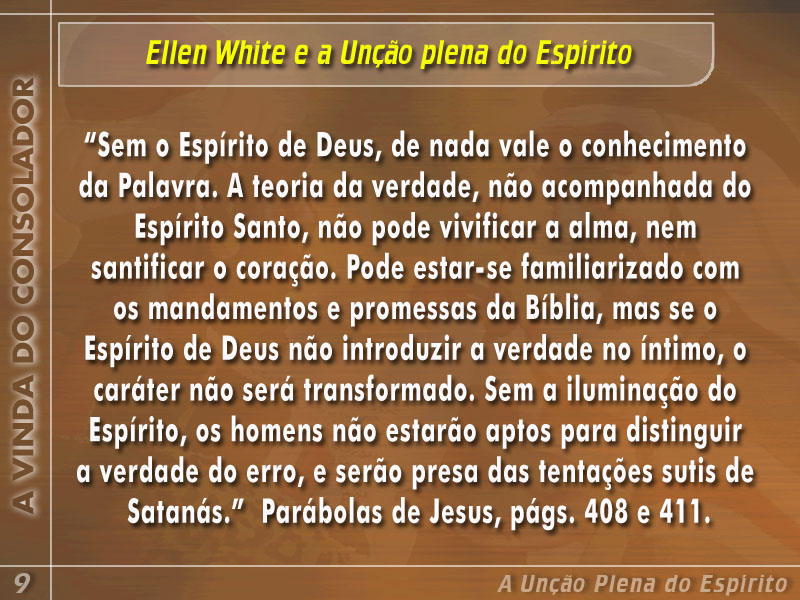 Ellen White e a Unção plena do Espírito
A VINDA DO CONSOLADOR
“Sem o Espírito de Deus, de nada vale o conhecimento
da Palavra. A teoria da verdade, não acompanhada do
Espírito Santo, não pode vivificar a alma, nem
santificar o coração. Pode estar-se familiarizado com
os mandamentos e promessas da Bíblia, mas se o
Espírito de Deus não introduzir a verdade no íntimo, o
caráter não será transformado. Sem a iluminação do
Espírito, os homens não estarão aptos para distinguir
a verdade do erro, e serão presa das tentações sutis de
Satanás.” Parábolas de Jesus, págs. 408 e 411.
9
A Unção Plena do Espírito